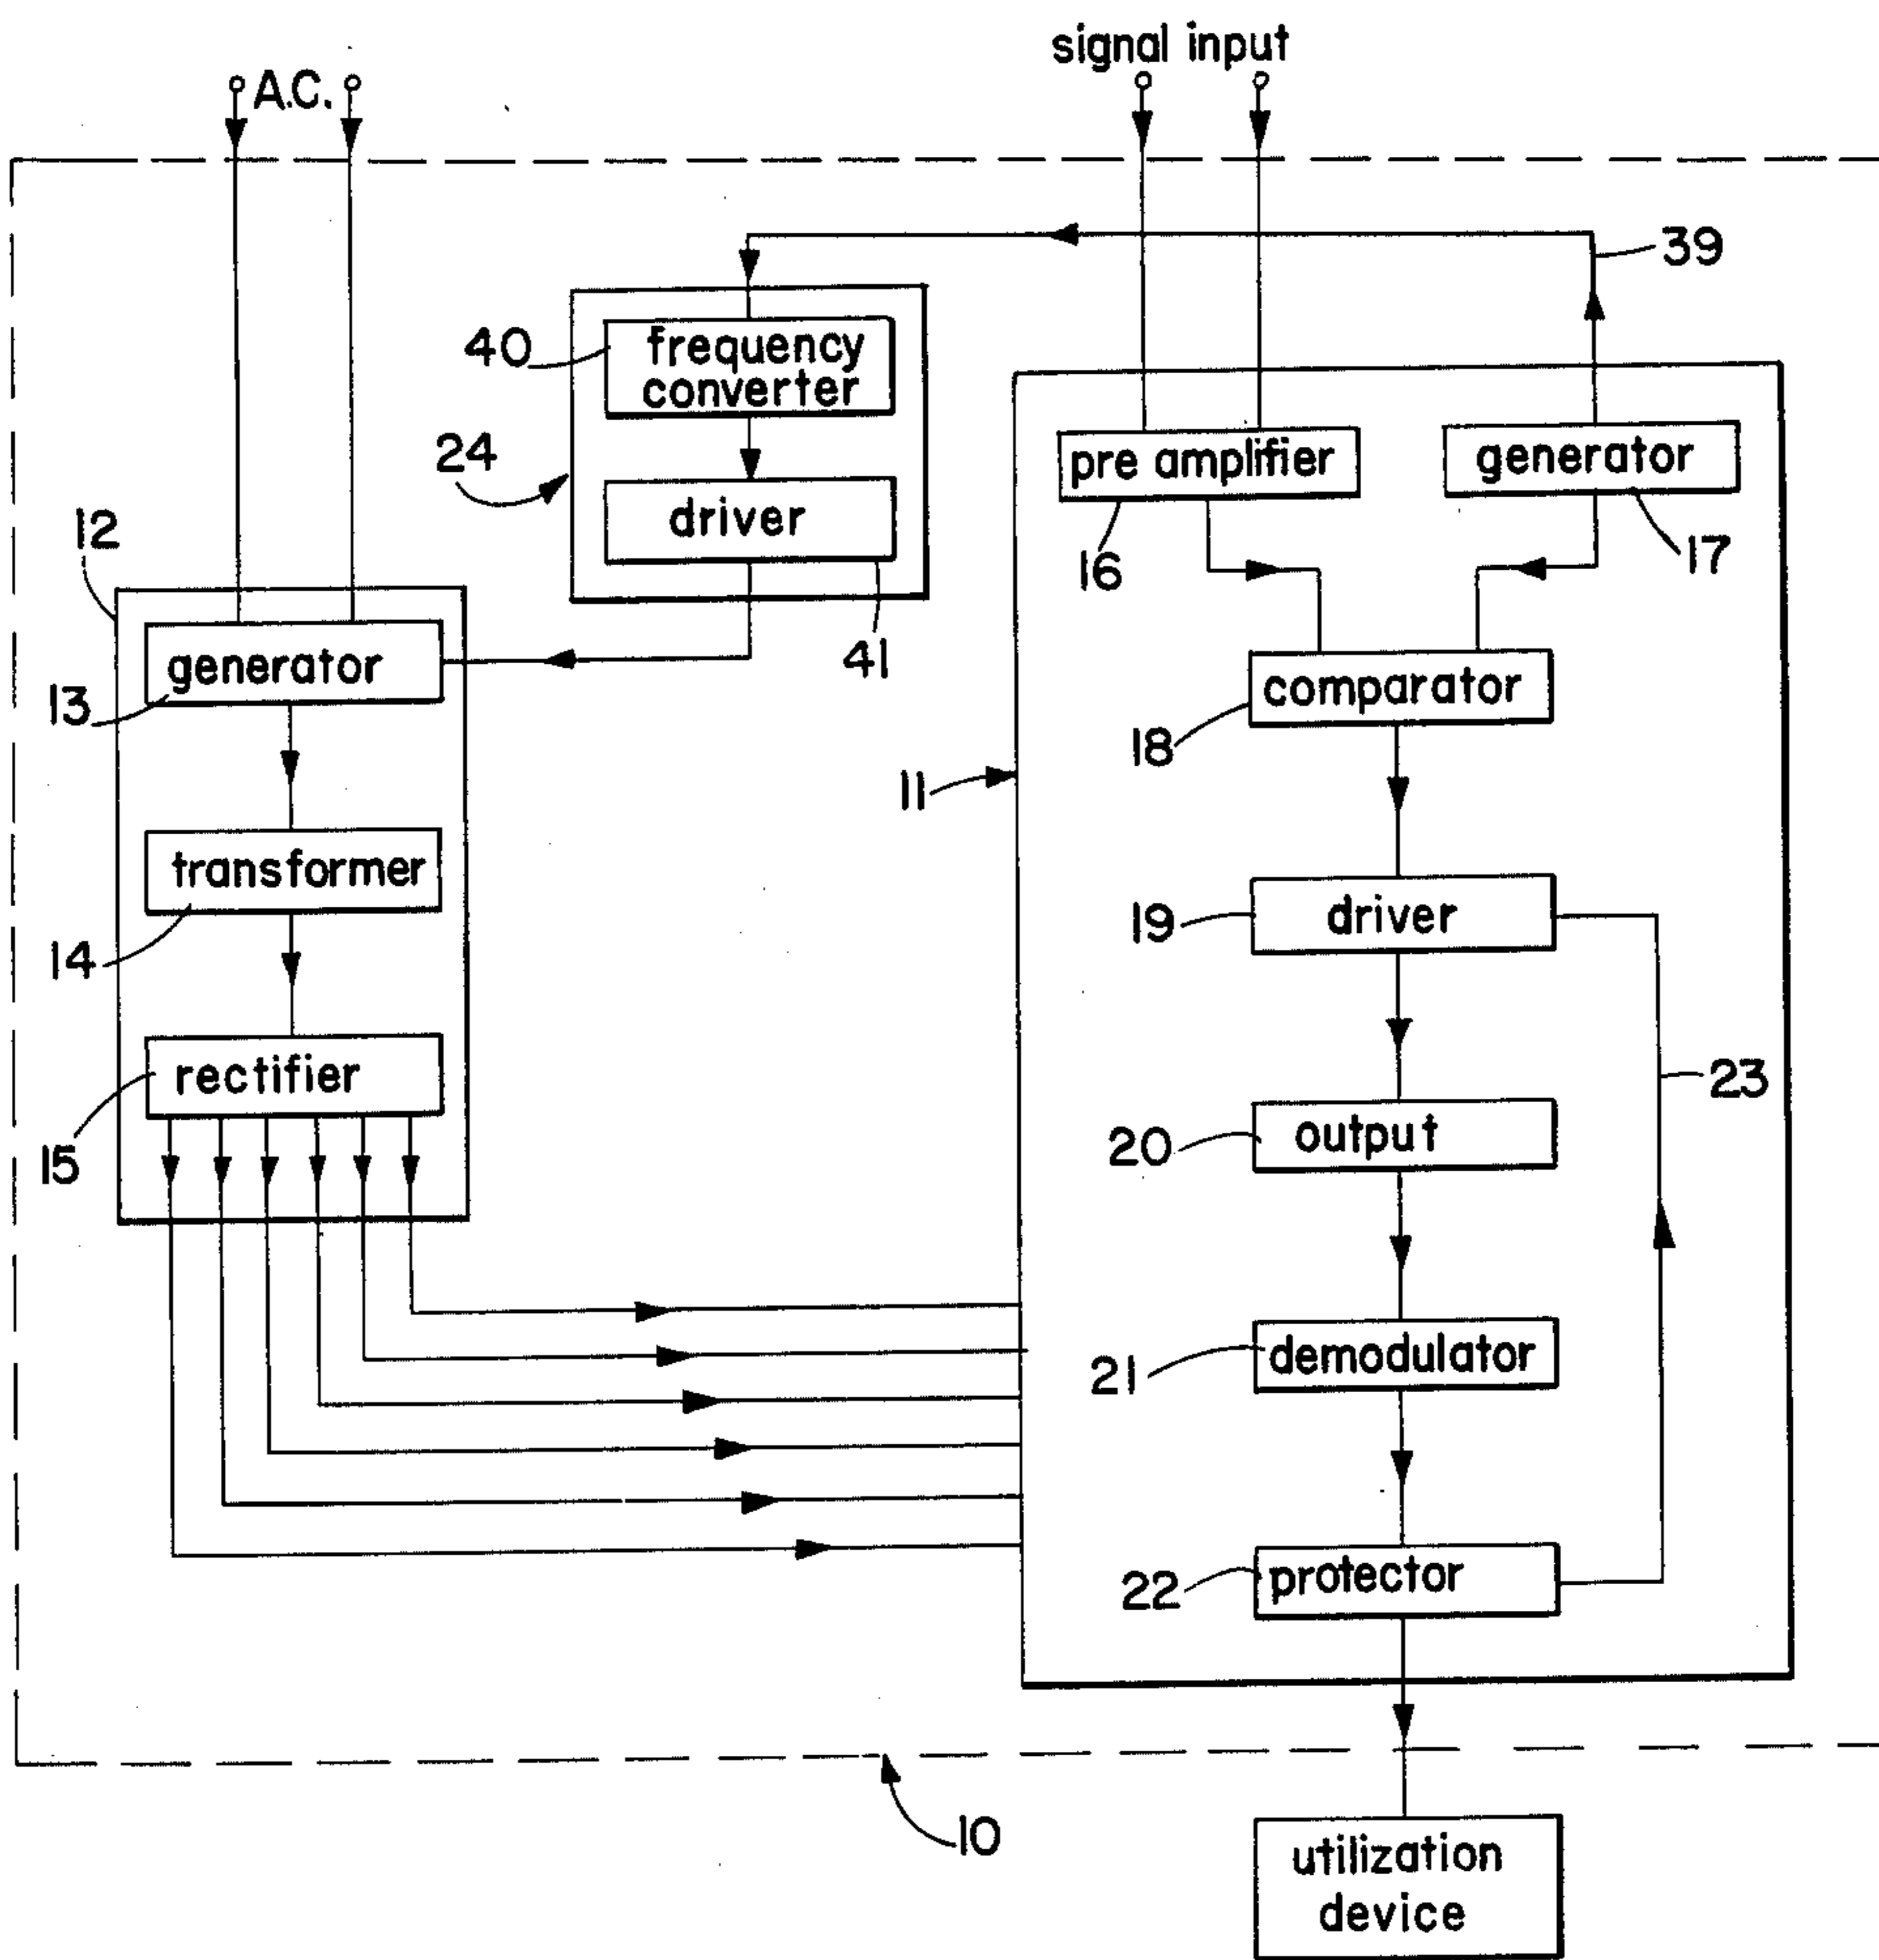 signal input
A.C.
39
frequency
converter
40
24
pre amplifier
generator
driver
12
16
17
generator
41
13
comparator
18
11
transformer
driver
14
19
rectifier
23
output
15
20
demodulator
21
protector
22
10
utilization
device